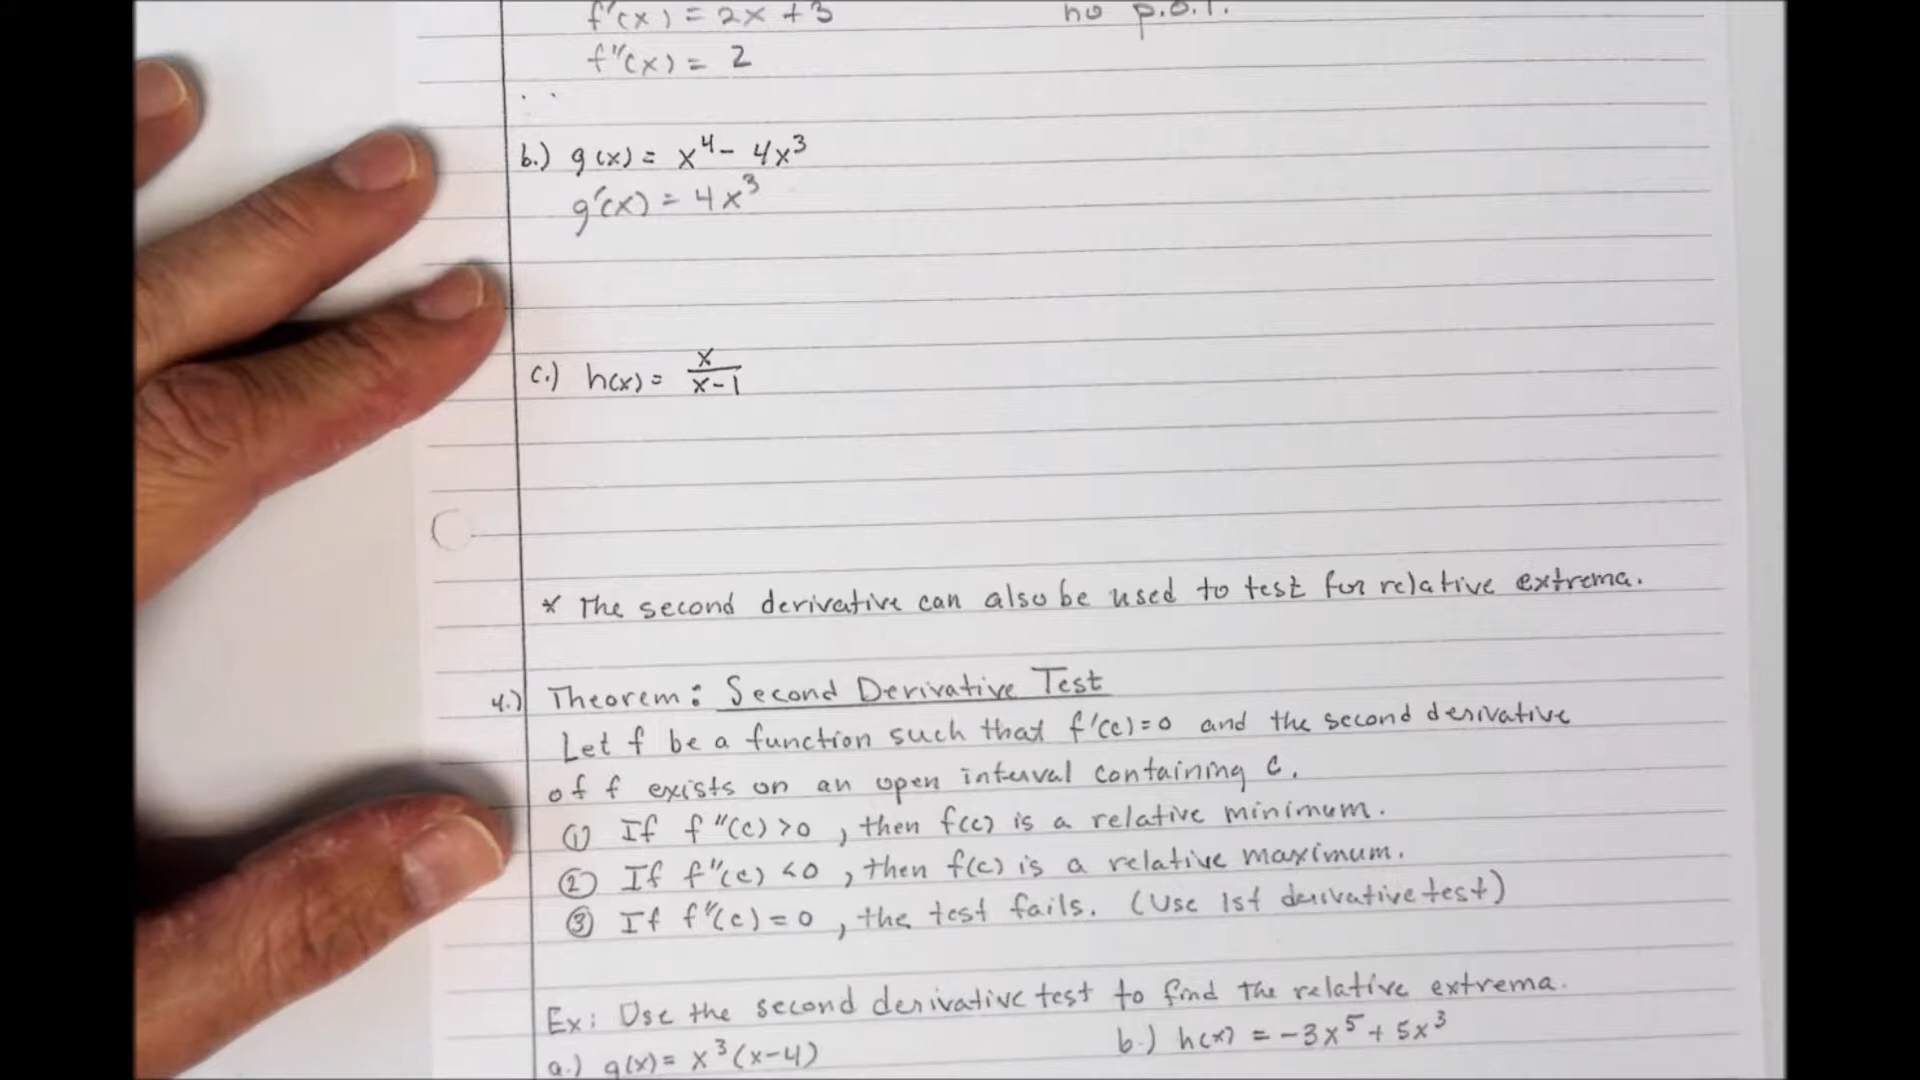 f'(x) = 2x + 3 no p.o.i.
f''(x) = 2
b.) g(x) = x⁴ - 4x³
g'(x) = 4x³
c.) h(x) = x/(x-1)
* The second derivative can also be used to test for relative extrema.
4.) Theorem: Second Derivative Test
Let f be a function such that f'(c)=0 and the second derivative
of f exists on an open interval containing c.
① If f''(c) >0, then f(c) is a relative minimum.
② If f''(c) <0, then f(c) is a relative maximum.
③ If f''(c) = 0, the test fails. (Use 1st derivative test)
Ex: Use the second derivative test to find the relative extrema.
a.) g(x) = x³(x-4) b.) h(x) = -3x⁵ + 5x³